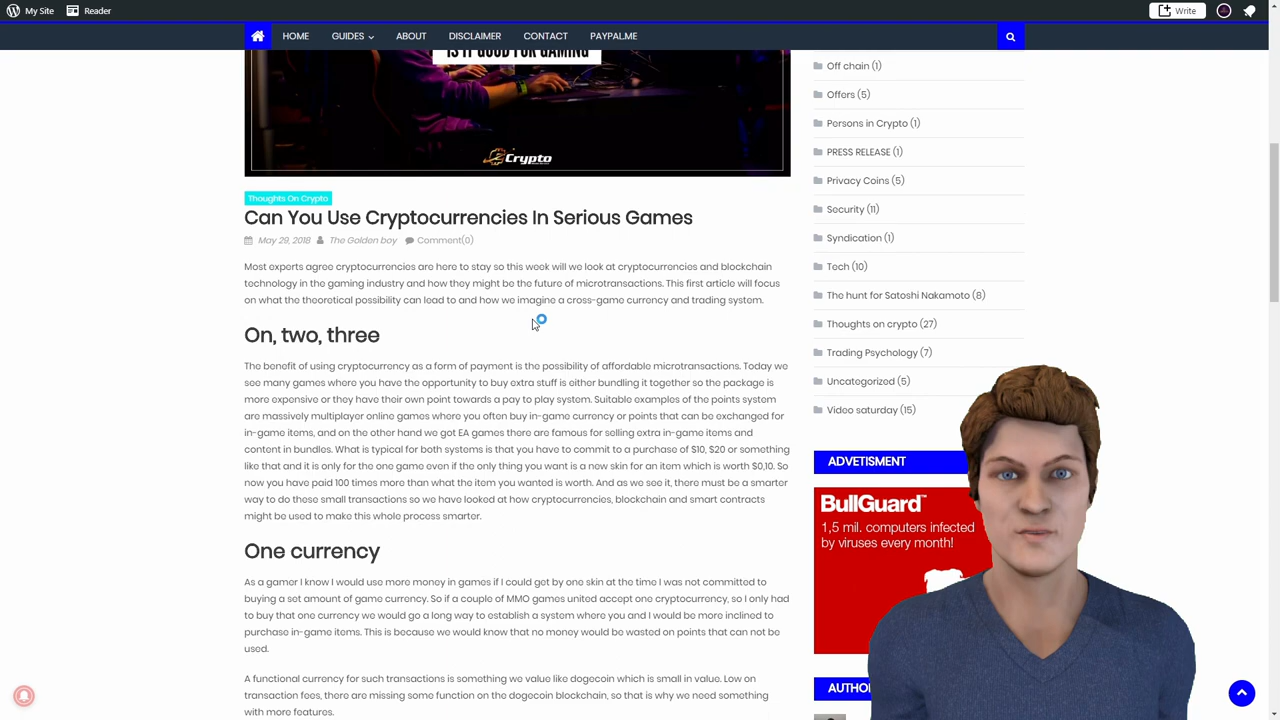 My Site
Reader
Write
HOME
GUIDES
ABOUT
DISCLAIMER
CONTACT
PAYPALME
IS IT GOOD FOR GAMING
Crypto
Thoughts On Crypto
Can You Use Cryptocurrencies In Serious Games
May 29, 2018
The Golden boy
Comment(0)
Most experts agree cryptocurrencies are here to stay so this week will we look at cryptocurrencies and blockchain
technology in the gaming industry and how they might be the future of microtransactions. This first article will focus
on what the theoretical possibility can lead to and how we imagine a cross-game currency and trading system.
On, two, three
The benefit of using cryptocurrency as a form of payment is the possibility of affordable microtransactions. Today we
see many games where you have the opportunity to buy extra stuff is either bundling it together so the package is
more expensive or they have their own point towards a pay to play system. Suitable examples of the points system
are massively multiplayer online games where you often buy in-game currency or points that can be exchanged for
in-game items, and on the other hand we got EA games there are famous for selling extra in-game items and
content in bundles. What is typical for both systems is that you have to commit to a purchase of $10, $20 or something
like that and it is only for the one game even if the only thing you want is a new skin for an item which is worth $0,10. So
now you have paid 100 times more than what the item you wanted is worth. And as we see it, there must be a smarter
way to do these small transactions so we have looked at how cryptocurrencies, blockchain and smart contracts
might be used to make this whole process smarter.
One currency
As a gamer I know I would use more money in games if I could get by one skin at the time I was not committed to
buying a set amount of game currency. So if a couple of MMO games united accept one cryptocurrency, so I only had
to buy that one currency we would go a long way to establish a system where you and I would be more inclined to
purchase in-game items. This is because we would know that no money would be wasted on points that can not be
used.
A functional currency for such transactions is something we value like dogecoin which is small in value. Low on
transaction fees, there are missing some function on the dogecoin blockchain, so that is why we need something
with more features.
Off chain (1)
Offers (5)
Persons in Crypto (1)
PRESS RELEASE (1)
Privacy Coins (5)
Security (11)
Syndication (1)
Tech (10)
The hunt for Satoshi Nakamoto (8)
Thoughts on crypto (27)
Trading Psychology (7)
Uncategorized (5)
Video saturday (15)
ADVETISMENT
BullGuard™
1,5 mil. computers infected
by viruses every month!